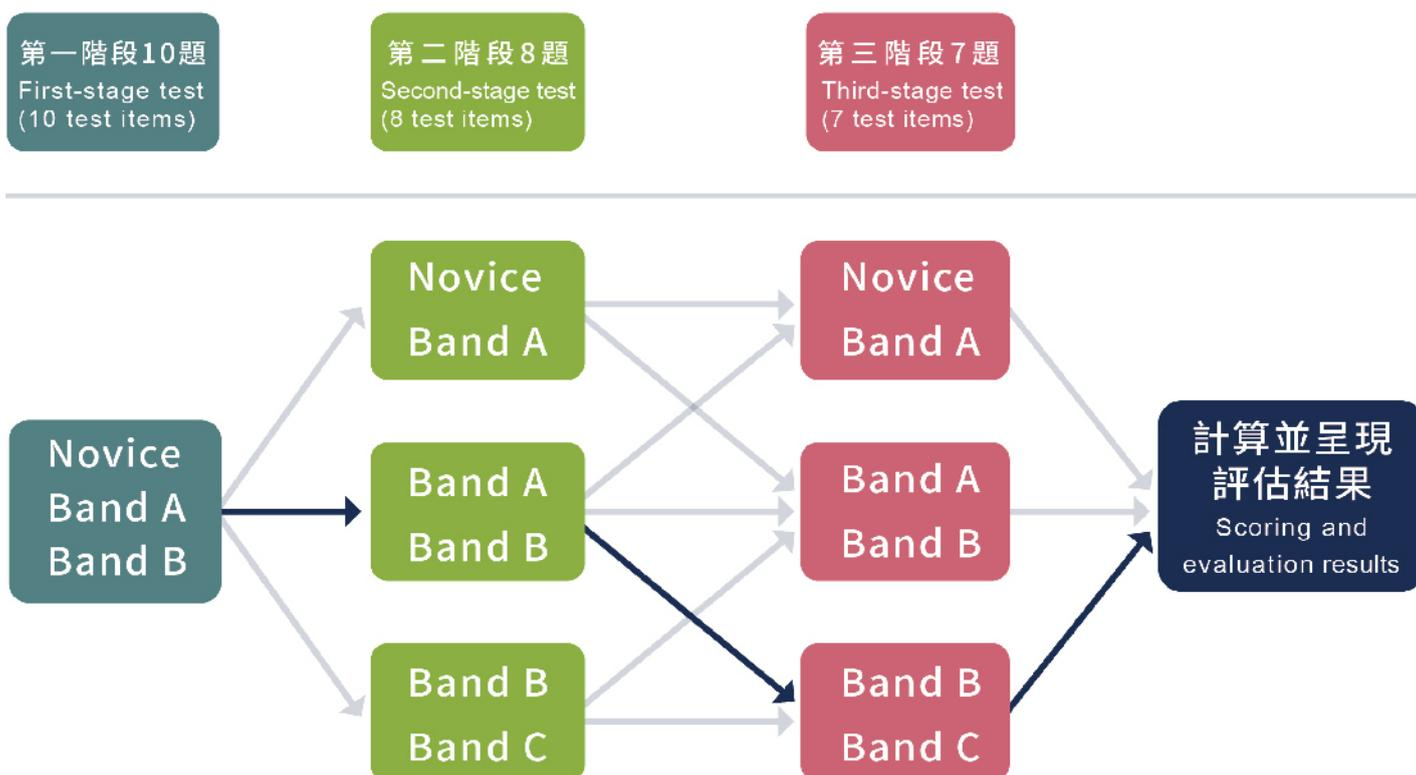 第一階段10題
First-stage test
(10 test items)
第二階段8題
Second-stage test
(8 test items)
第三階段7題
Third-stage test
(7 test items)
Novice
Band A
Band B
Novice
Band A
Band A
Band B
Band B
Band C
Novice
Band A
Band A
Band B
Band B
Band C
計算並呈現
評估結果
Scoring and
evaluation results